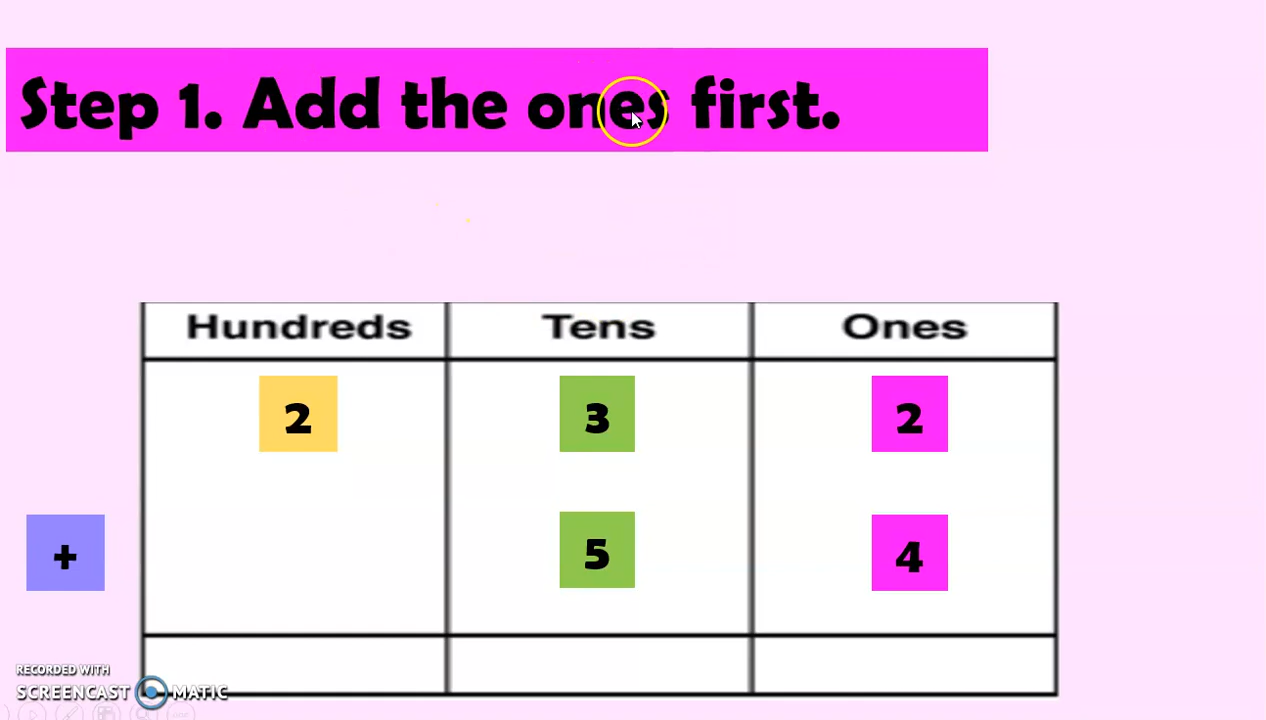 Step 1. Add the ones first.
Hundreds Tens Ones
2 3 2
+ 5 4
RECORDED WITH
SCREENCAST MATIC